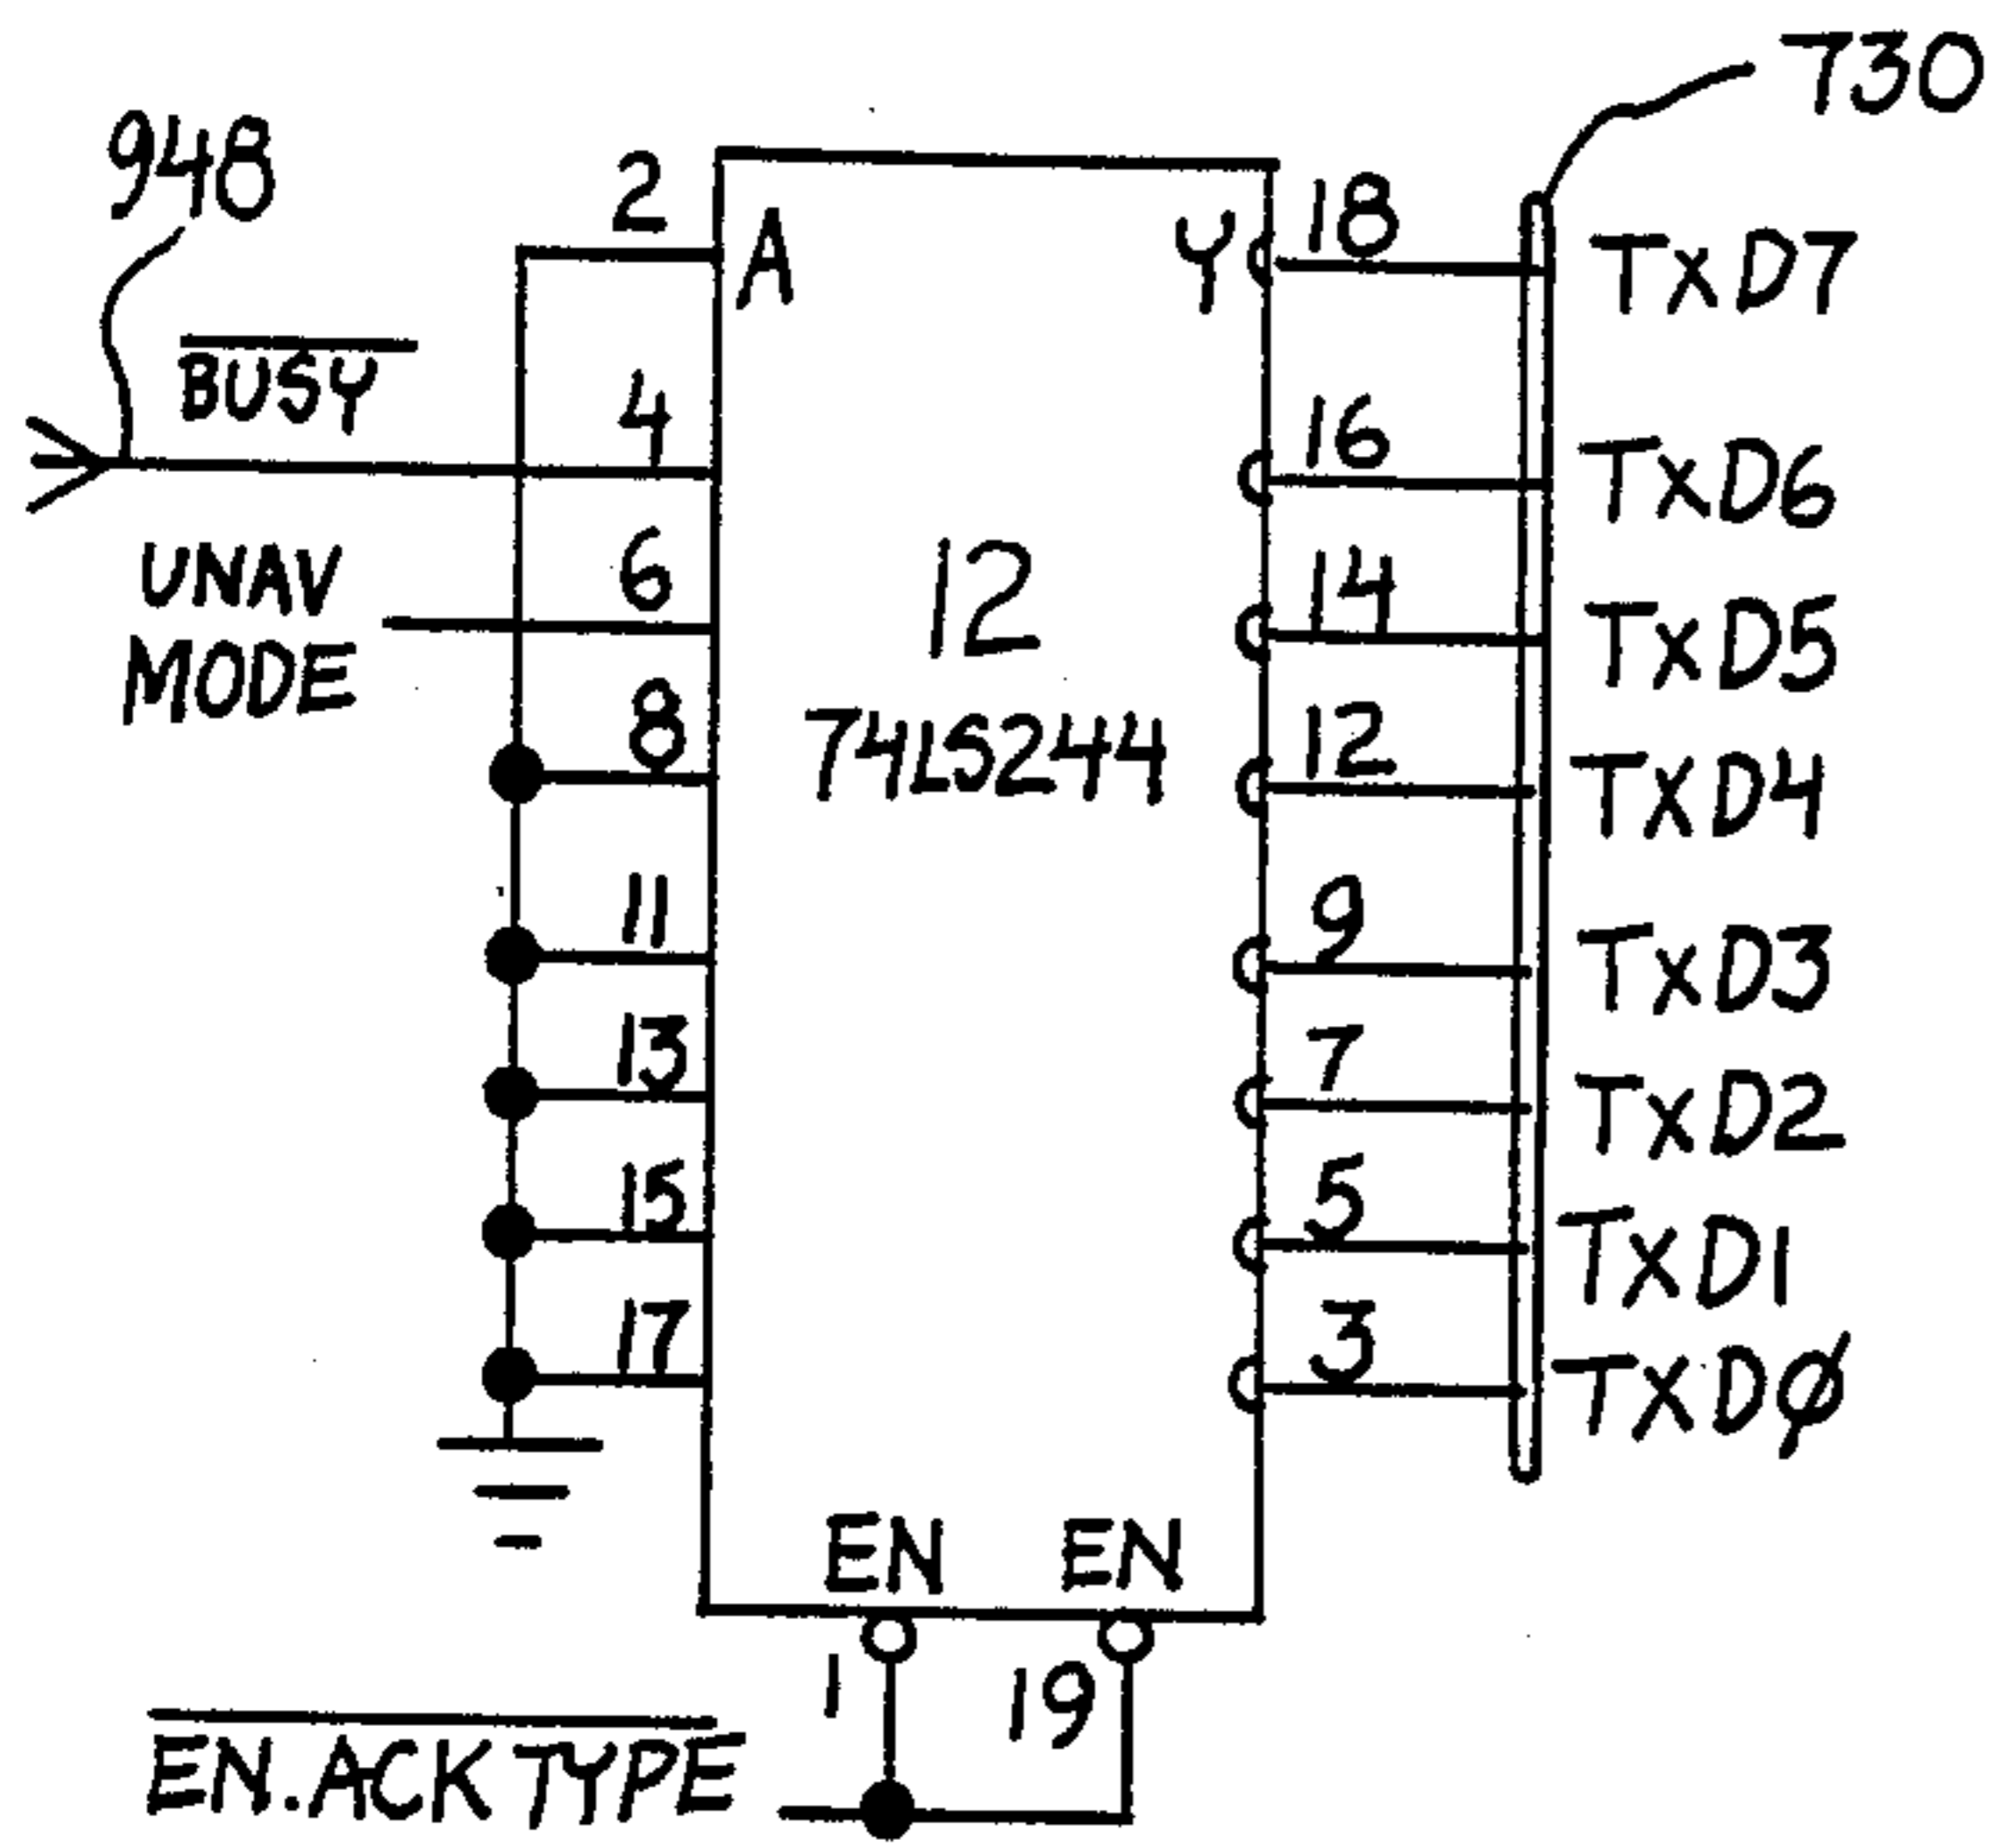 730
948
2
A
Y
18
TXD7
BUSY
4
16
TXD6
UNAV
MODE
6
12
14
TXD5
8
74LS244
12
TXD4
11
9
TXD3
13
7
TXD2
15
5
TXD1
17
3
TXDØ
EN
EN
1
19
EN.ACK TYPE